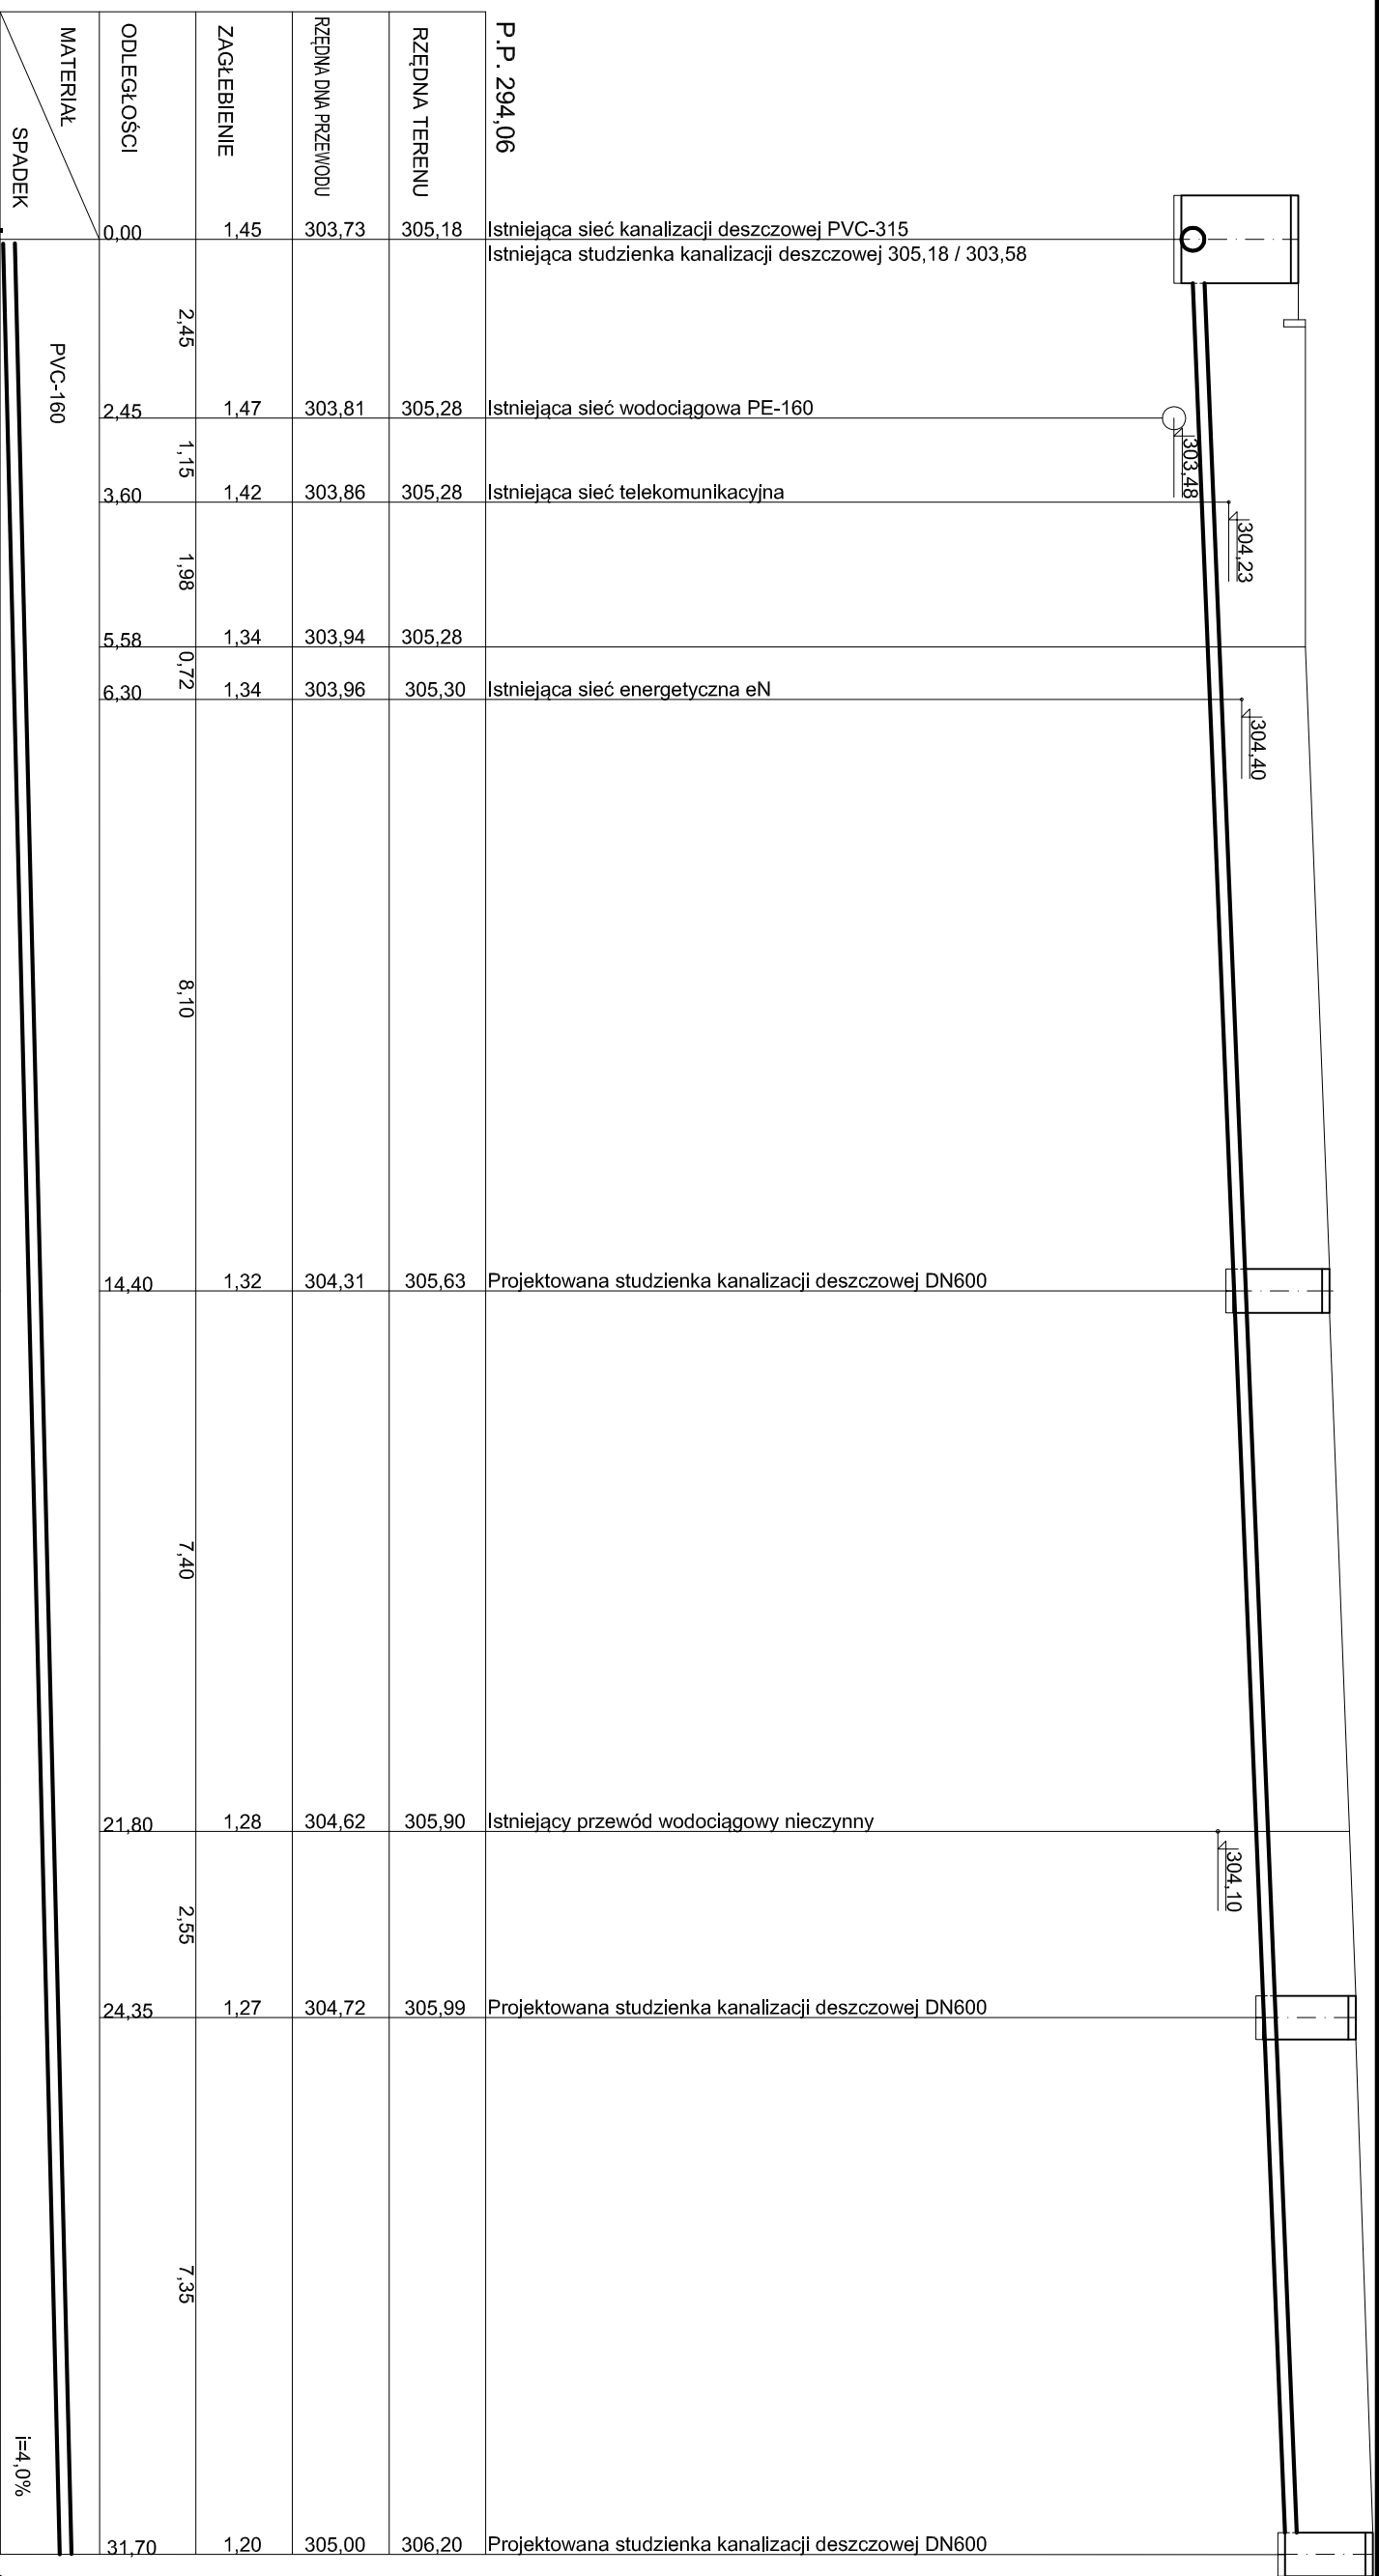 P.P. 294,06
RZĘDNA TERENU
RZĘDNA DNA PRZEWODU
ZAGŁEBIENIE
ODLEGŁOŚCI
MATERIAŁ
SPADEK
0,00 1,45 303,73 305,18 Istniejąca sieć kanalizacji deszczowej PVC-315
Istniejąca studzienka kanalizacji deszczowej 305,18 / 303,58
2,45
PVC-160
2,45 1,47 303,81 305,28 Istniejąca sieć wodociągowa PE-160
303,48
1,15
3,60 1,42 303,86 305,28 Istniejąca sieć telekomunikacyjna
304,23
1,98
5,58 1,34 303,94 305,28
0,72
6,30 1,34 303,96 305,30 Istniejąca sieć energetyczna eN
304,40
8,10
14,40 1,32 304,31 305,63 Projektowana studzienka kanalizacji deszczowej DN600
7,40
21,80 1,28 304,62 305,90 Istniejący przewód wodociągowy nieczynny
304,10
2,55
24,35 1,27 304,72 305,99 Projektowana studzienka kanalizacji deszczowej DN600
7,35
i=4,0%
31,70 1,20 305,00 306,20 Projektowana studzienka kanalizacji deszczowej DN600